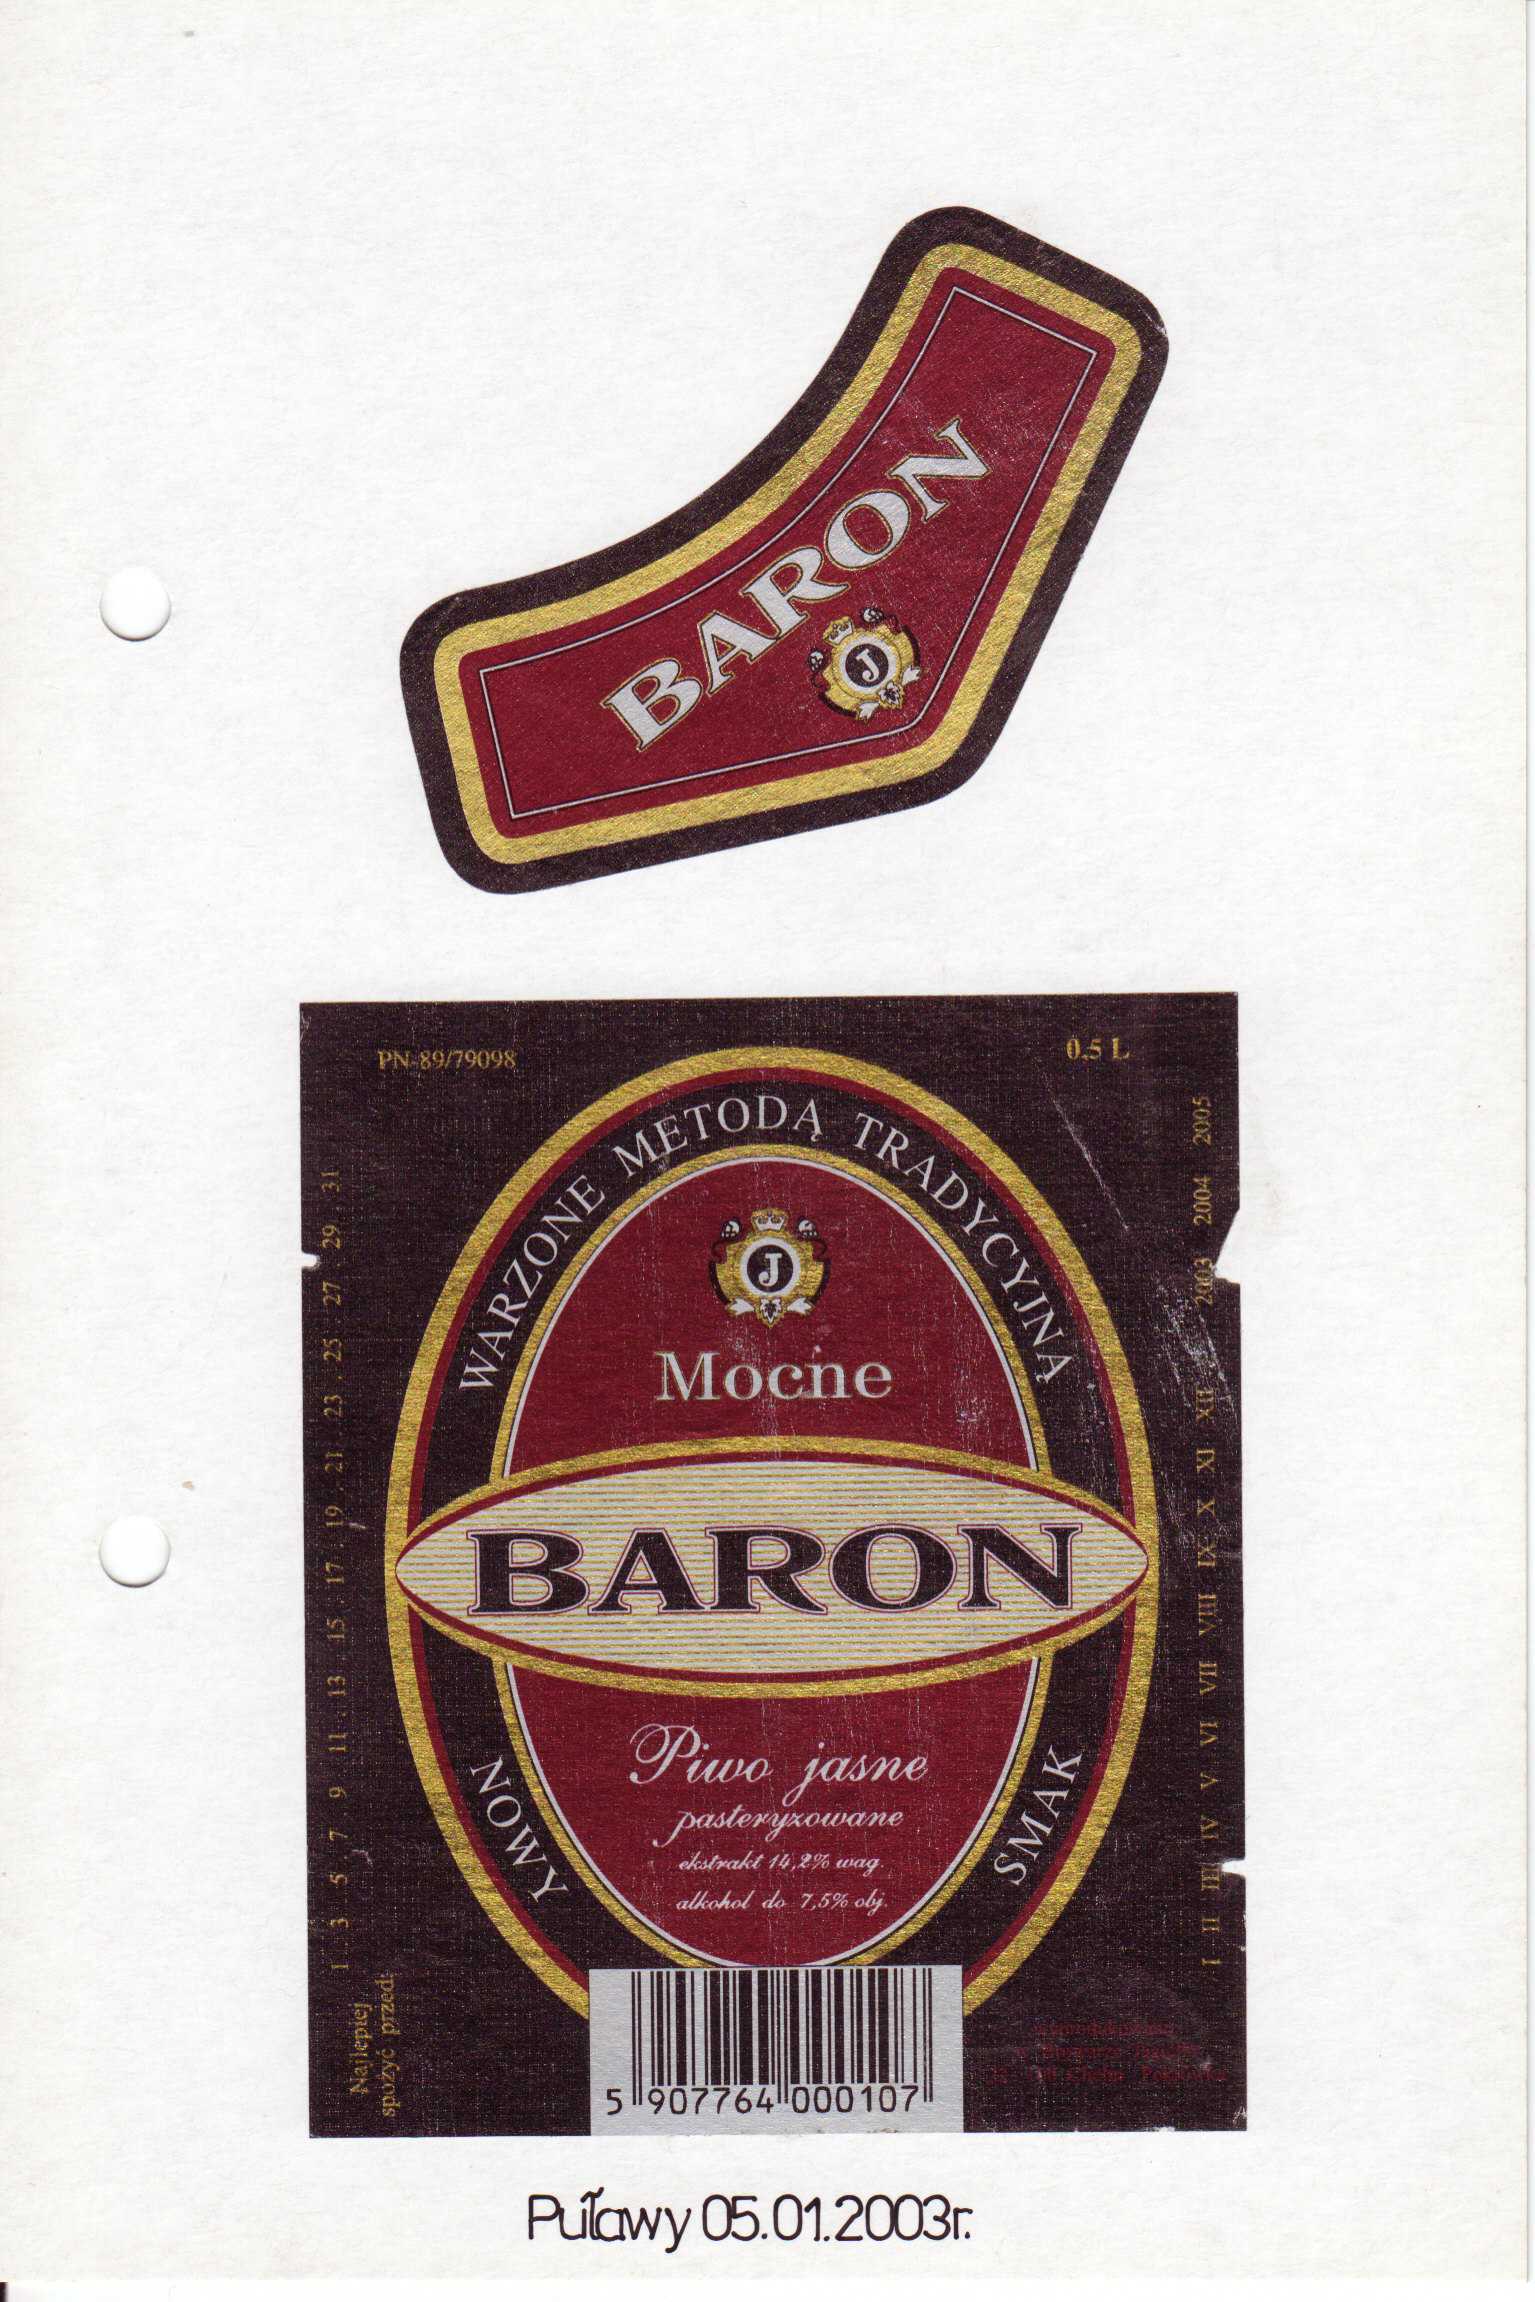 BARON
J
PN-89/79098
0,5 L
WARZONE METODĄ TRADYCYJNĄ
J
Mocne
BARON
Piwo jasne
pasteryzowane
ekstrakt 14,2% wag.
alkohol do 7,5% obj.
NOWY SMAK
Najlepiej
spożyć przed:
1 . 3 . 5 . 7 . 9 . 11 . 13 . 15 . 17 . 19 . 21 . 23 . 25 . 27 . 29 . 31
I II III IV V VI VII VIII IX X XI XII 2003 2004 2005
5 907764 000107
Puławy 05.01.2003r.